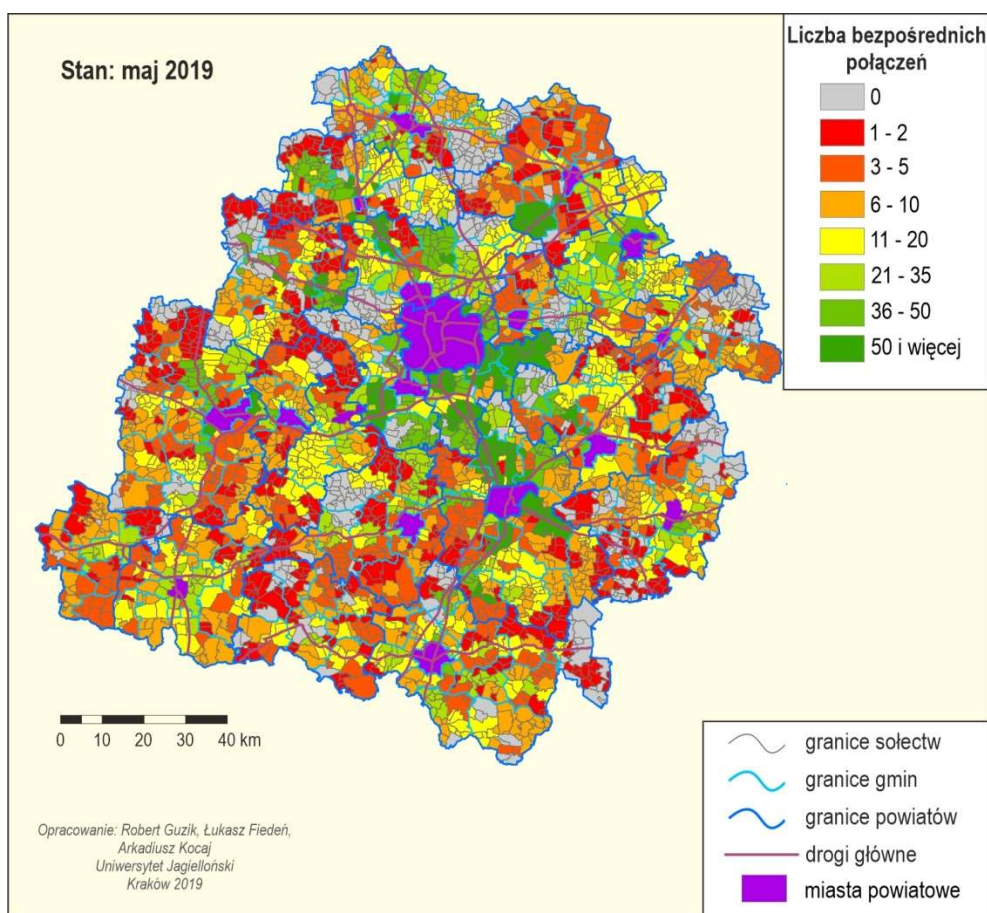 Stan: maj 2019
Liczba bezpośrednich
połączeń
0
1 - 2
3 - 5
6 - 10
11 - 20
21 - 35
36 - 50
50 i więcej
0 10 20 30 40 km
Opracowanie: Robert Guzik, Łukasz Fiedeń,
Arkadiusz Kocaj
Uniwersytet Jagielloński
Kraków 2019
granice sołectw
granice gmin
granice powiatów
drogi główne
miasta powiatowe